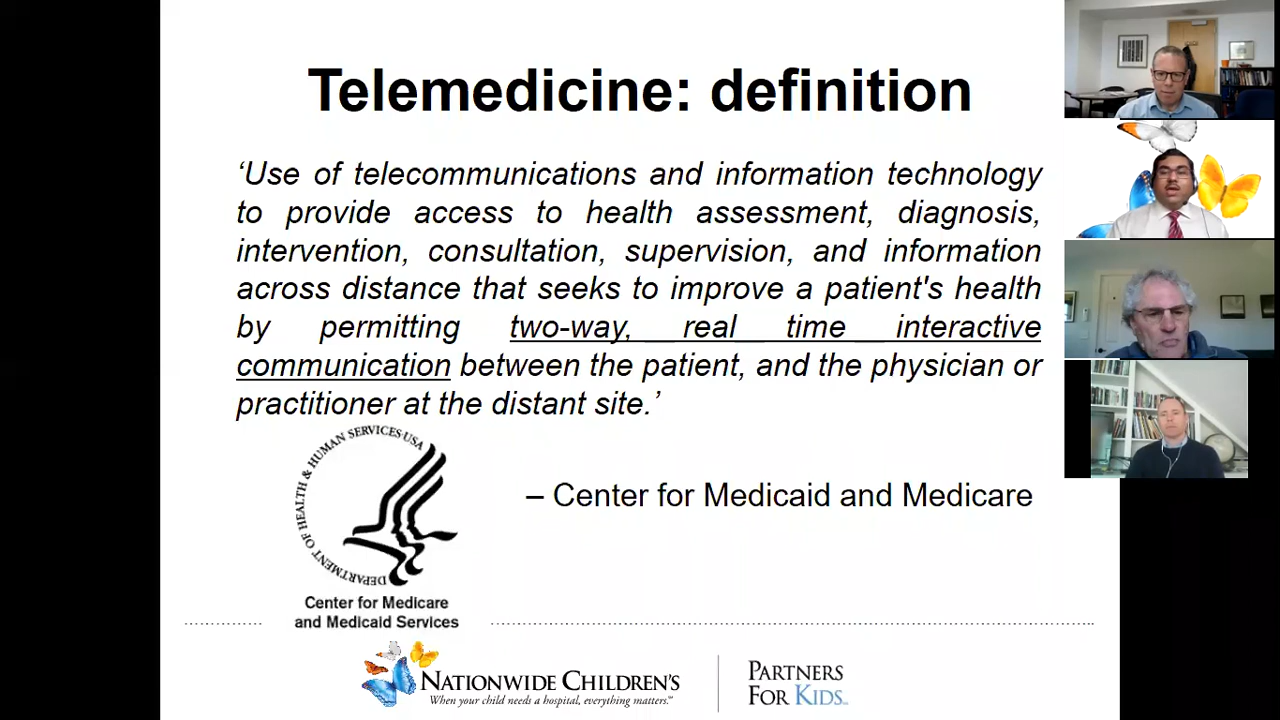 Telemedicine: definition
‘Use of telecommunications and information technology
to provide access to health assessment, diagnosis,
intervention, consultation, supervision, and information
across distance that seeks to improve a patient's health
by permitting two-way, real time interactive
communication between the patient, and the physician or
practitioner at the distant site.’
– Center for Medicaid and Medicare
DEPARTMENT OF HEALTH & HUMAN SERVICES·USA
Center for Medicare
and Medicaid Services
NATIONWIDE CHILDREN'S
When your child needs a hospital, everything matters.™
PARTNERS
FOR KIDS